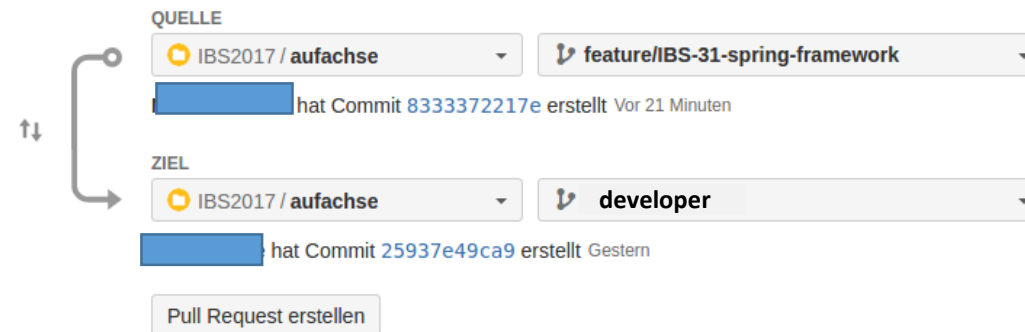 QUELLE
IBS2017 / aufachse feature/IBS-31-spring-framework
hat Commit 8333372217e erstellt Vor 21 Minuten
ZIEL
IBS2017 / aufachse developer
hat Commit 25937e49ca9 erstellt Gestern
Pull Request erstellen